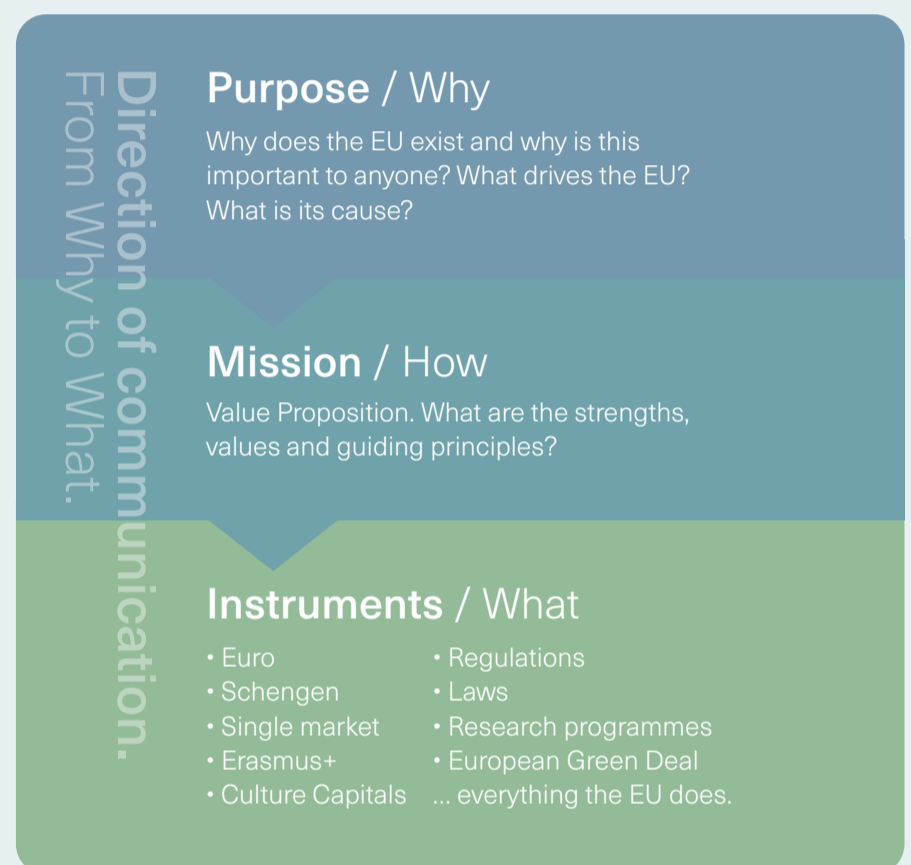 Direction of communication.
From Why to What.
Purpose / Why
Why does the EU exist and why is this
important to anyone? What drives the EU?
What is its cause?
Mission / How
Value Proposition. What are the strengths,
values and guiding principles?
Instruments / What
• Euro
• Schengen
• Single market
• Erasmus+
• Culture Capitals
• Regulations
• Laws
• Research programmes
• European Green Deal
... everything the EU does.